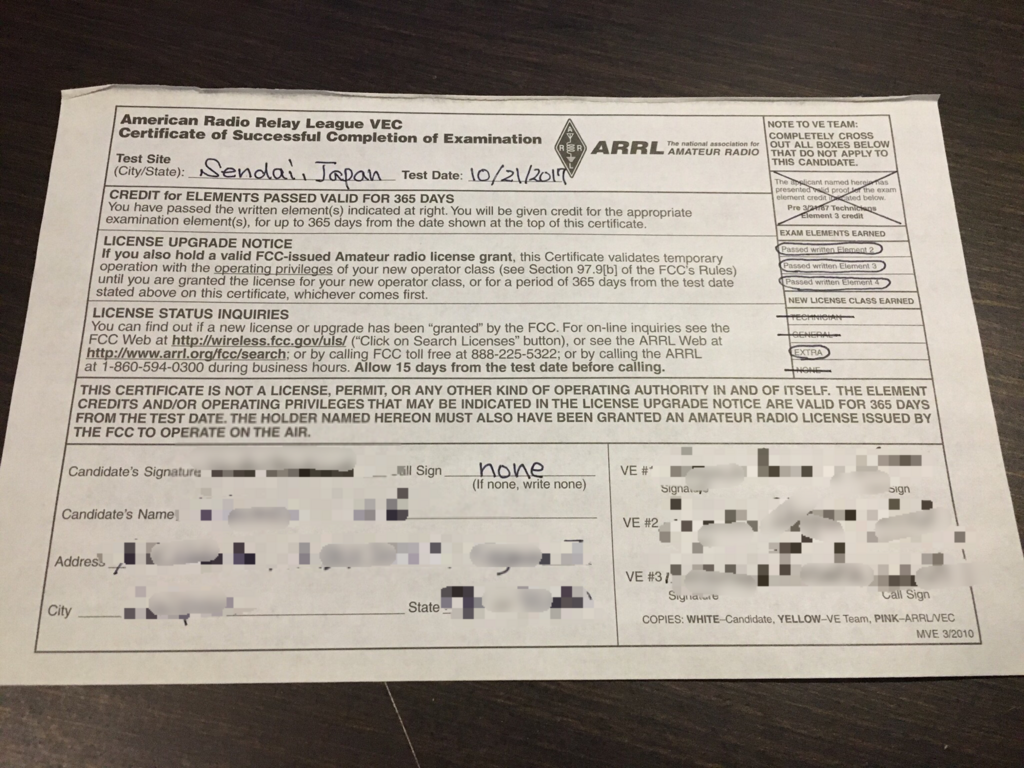 American Radio Relay League VEC
Certificate of Successful Completion of Examination
ARRL The national association for
AMATEUR RADIO
Test Site
(City/State): Sendai, Japan Test Date: 10/21/2017
CREDIT for ELEMENTS PASSED VALID FOR 365 DAYS
You have passed the written element(s) indicated at right. You will be given credit for the appropriate
examination element(s), for up to 365 days from the date shown at the top of this certificate.
LICENSE UPGRADE NOTICE
If you also hold a valid FCC-issued Amateur radio license grant, this Certificate validates temporary
operation with the operating privileges of your new operator class (see Section 97.9[b] of the FCC's Rules)
until you are granted the license for your new operator class, or for a period of 365 days from the test date
stated above on this certificate, whichever comes first.
LICENSE STATUS INQUIRIES
You can find out if a new license or upgrade has been "granted" by the FCC. For on-line inquiries see the
FCC Web at http://wireless.fcc.gov/uls/ ("Click on Search Licenses" button), or see the ARRL Web at
http://www.arrl.org/fcc/search; or by calling FCC toll free at 888-225-5322; or by calling the ARRL
at 1-860-594-0300 during business hours. Allow 15 days from the test date before calling.
NOTE TO VE TEAM:
COMPLETELY CROSS
OUT ALL BOXES BELOW
THAT DO NOT APPLY TO
THIS CANDIDATE.
The applicant named herein has
presented valid proof for the exam
element credit indicated below.
Pre 3/21/87 Technician
Element 3 credit
EXAM ELEMENTS EARNED
Passed written Element 2
Passed written Element 3
Passed written Element 4
NEW LICENSE CLASS EARNED
TECHNICIAN
GENERAL
EXTRA
NONE
THIS CERTIFICATE IS NOT A LICENSE, PERMIT, OR ANY OTHER KIND OF OPERATING AUTHORITY IN AND OF ITSELF. THE ELEMENT
CREDITS AND/OR OPERATING PRIVILEGES THAT MAY BE INDICATED IN THE LICENSE UPGRADE NOTICE ARE VALID FOR 365 DAYS
FROM THE TEST DATE. THE HOLDER NAMED HEREON MUST ALSO HAVE BEEN GRANTED AN AMATEUR RADIO LICENSE ISSUED BY
THE FCC TO OPERATE ON THE AIR.
Candidate's Signature Call Sign none
(If none, write none)
Candidate's Name
Address
City State
VE #
Signature Sign
VE #2
VE #3
Signature Call Sign
COPIES: WHITE–Candidate, YELLOW–VE Team, PINK–ARRL/VEC
MVE 3/2010